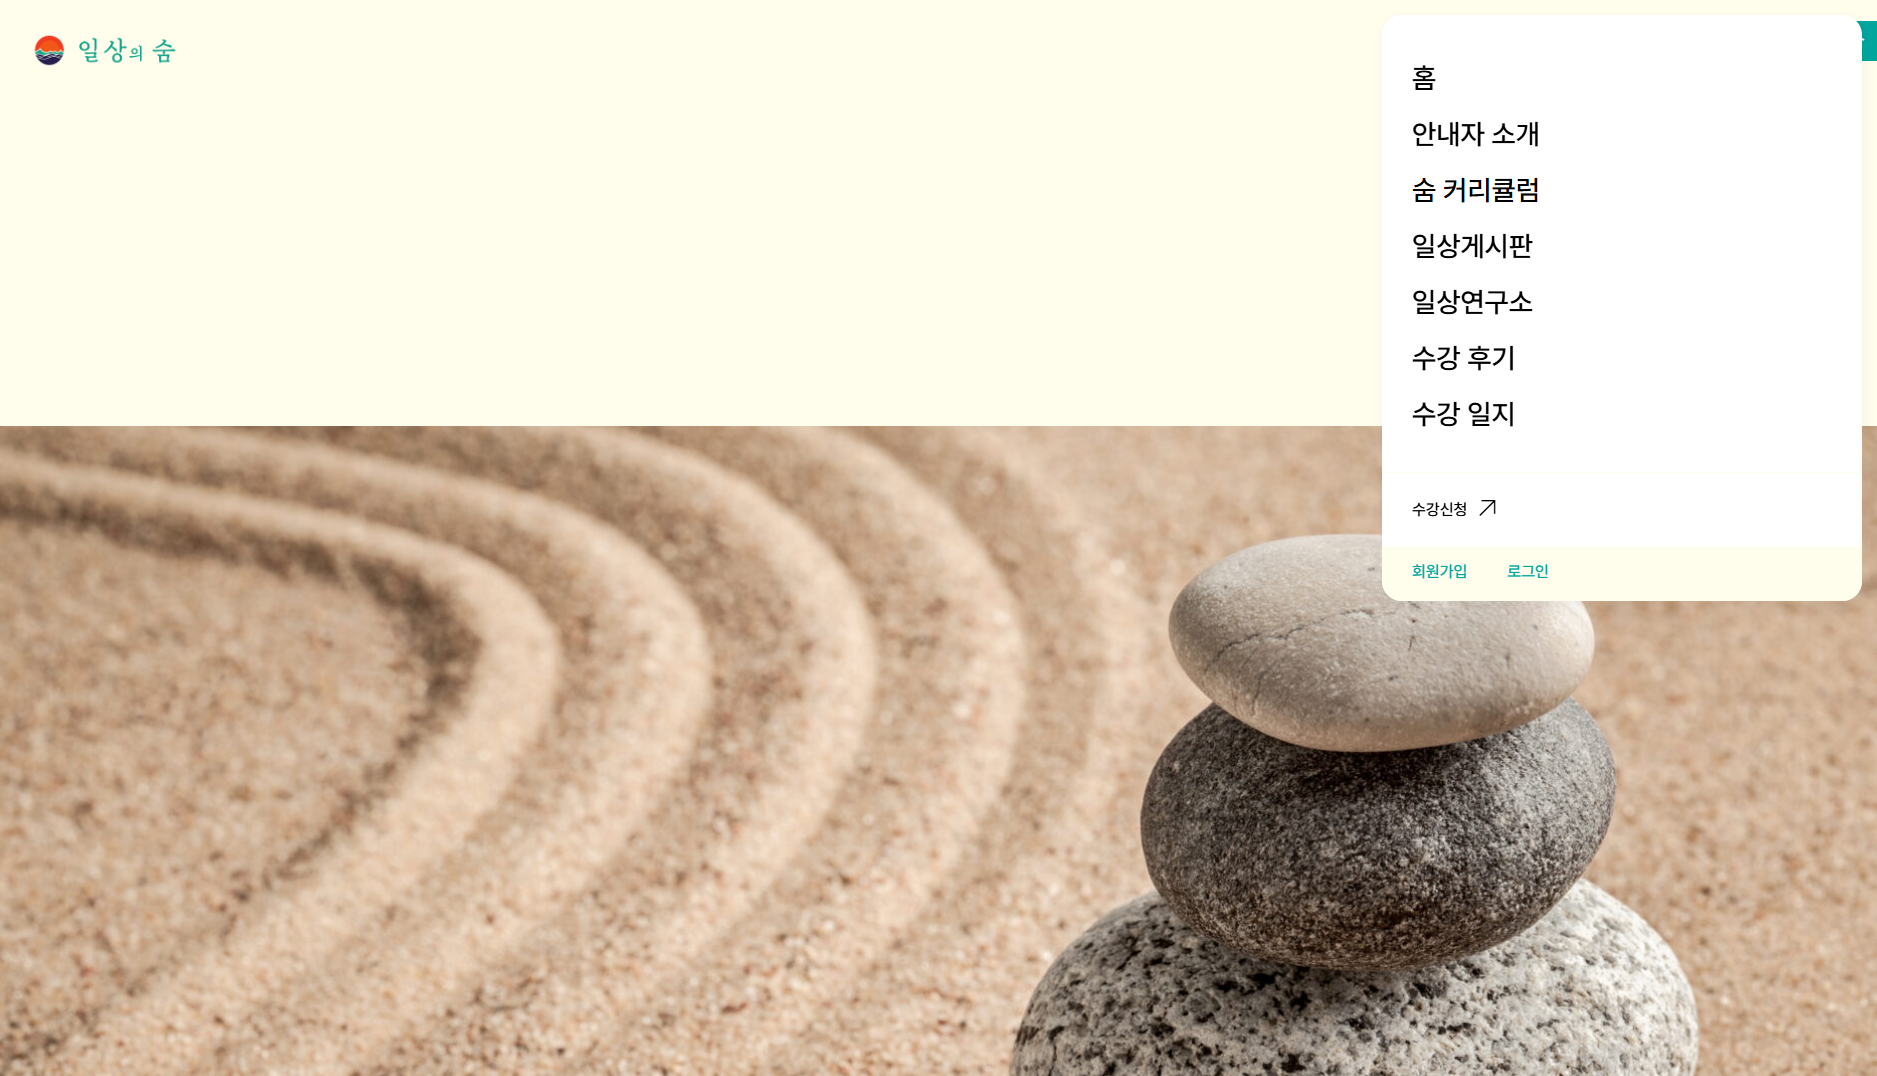 일상의 숨
홈
안내자 소개
숨 커리큘럼
일상게시판
일상연구소
수강 후기
수강 일지
수강신청
회원가입 로그인